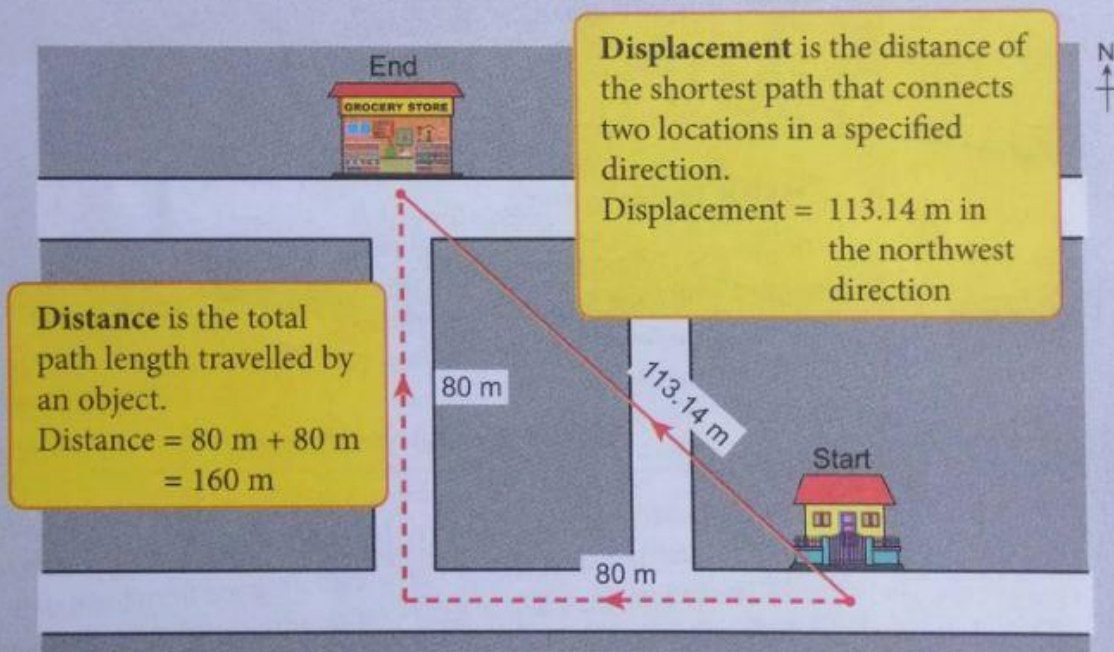 End
GROCERY STORE
Displacement is the distance of
the shortest path that connects
two locations in a specified
direction.
Displacement = 113.14 m in
the northwest
direction
N
Distance is the total
path length travelled by
an object.
Distance = 80 m + 80 m
= 160 m
80 m
113.14 m
Start
80 m